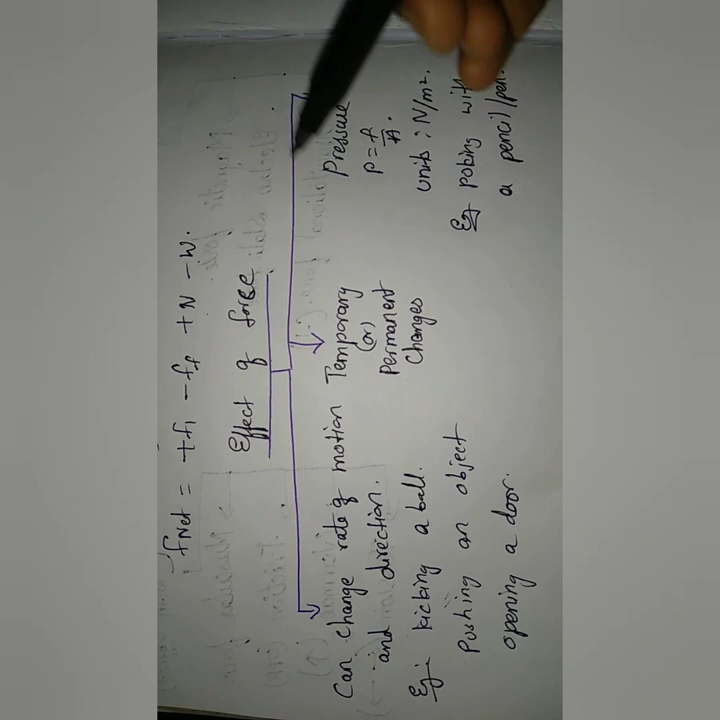 fNet = +f1 - ff +N -W.
Effect of force
Can change rate of motion
and direction.
Eg:- kicking a ball.
Pushing an object
opening a door.
Temporary
(or)
Permanent
Changes
Pressure
P = f/A.
units : N/m².
Eg poking with
a pencil/pen.